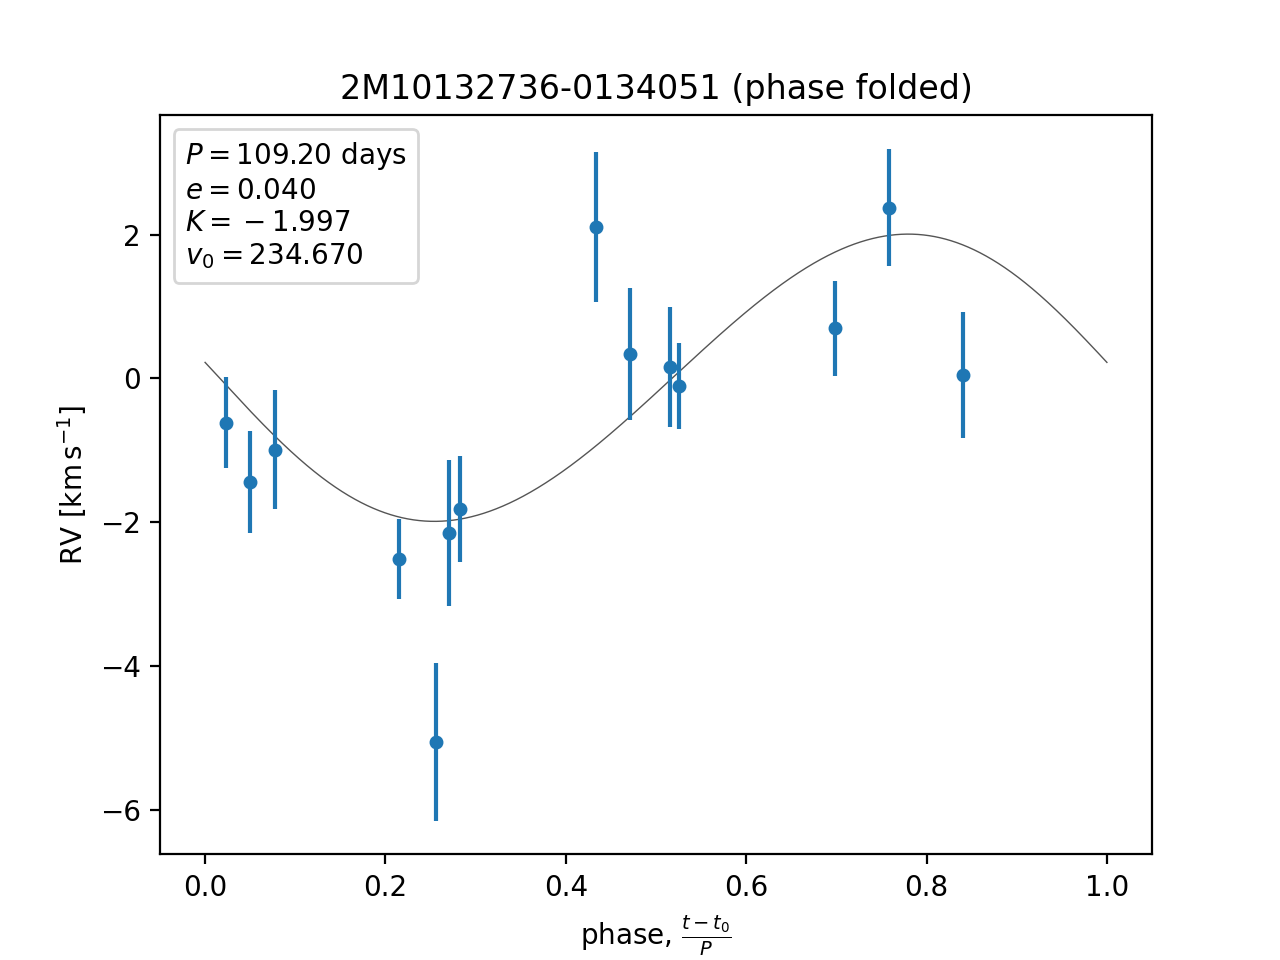 2M10132736-0134051 (phase folded)
P = 109.20 days
e = 0.040
K = −1.997
v₀ = 234.670
2
0
−2
−4
−6
RV [km s⁻¹]
0.0 0.2 0.4 0.6 0.8 1.0
phase, (t − t₀)/P